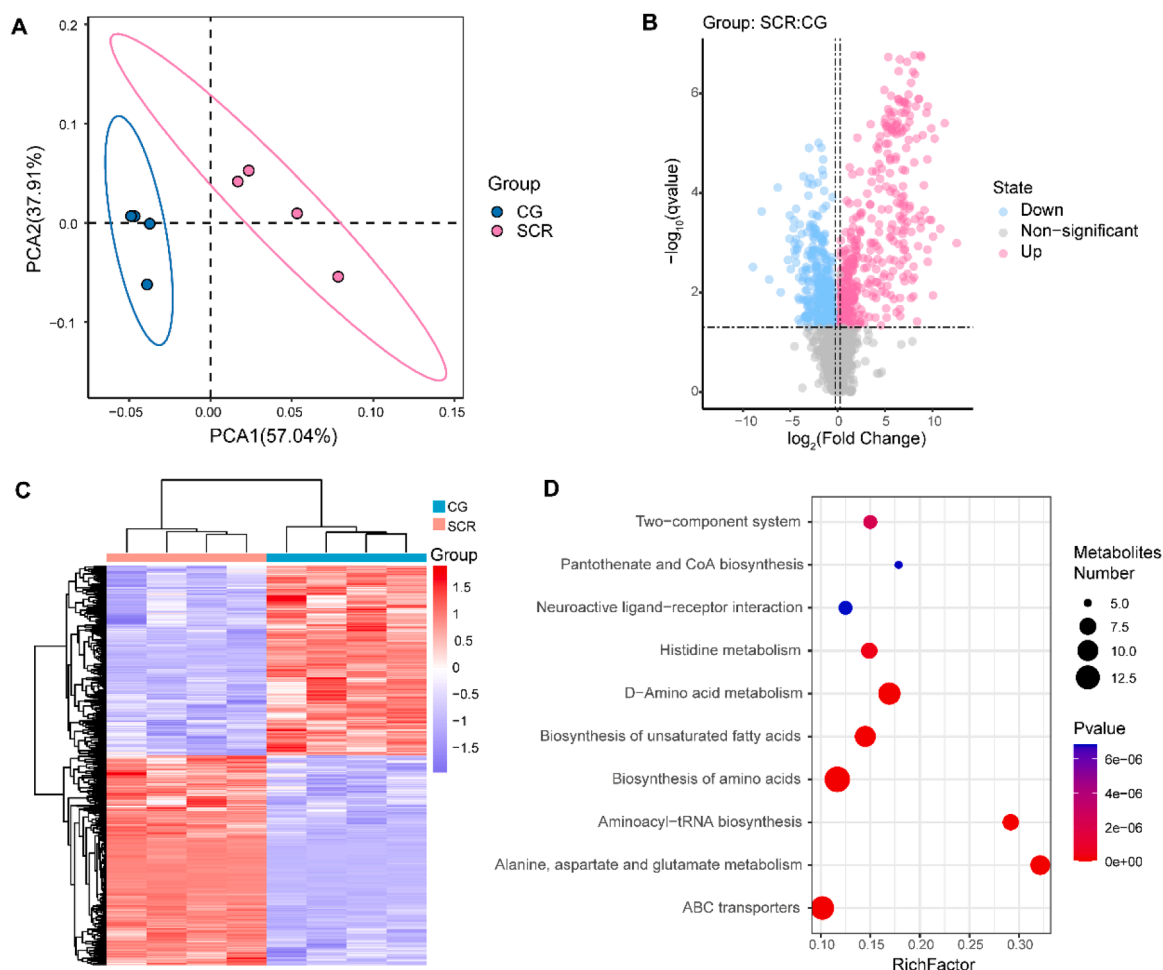 A
0.2
0.1
0.0
−0.1
PCA2(37.91%)
−0.05
0.00
0.05
0.10
0.15
PCA1(57.04%)
Group
CG
SCR
B
Group: SCR:CG
6
4
2
0
−log10(qvalue)
−10
−5
0
5
10
log2(Fold Change)
State
Down
Non−significant
Up
C
CG
SCR
Group
1.5
1
0.5
0
−0.5
−1
−1.5
D
Two−component system
Pantothenate and CoA biosynthesis
Neuroactive ligand−receptor interaction
Histidine metabolism
D−Amino acid metabolism
Biosynthesis of unsaturated fatty acids
Biosynthesis of amino acids
Aminoacyl−tRNA biosynthesis
Alanine, aspartate and glutamate metabolism
ABC transporters
0.10
0.15
0.20
0.25
0.30
RichFactor
Metabolites
Number
5.0
7.5
10.0
12.5
Pvalue
6e−06
4e−06
2e−06
0e+00